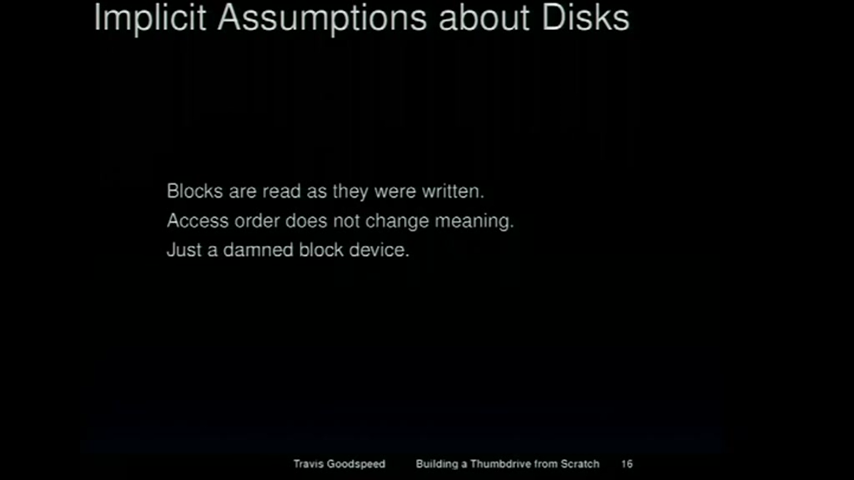 Implicit Assumptions about Disks
Blocks are read as they were written.
Access order does not change meaning.
Just a damned block device.
Travis Goodspeed Building a Thumbdrive from Scratch 16